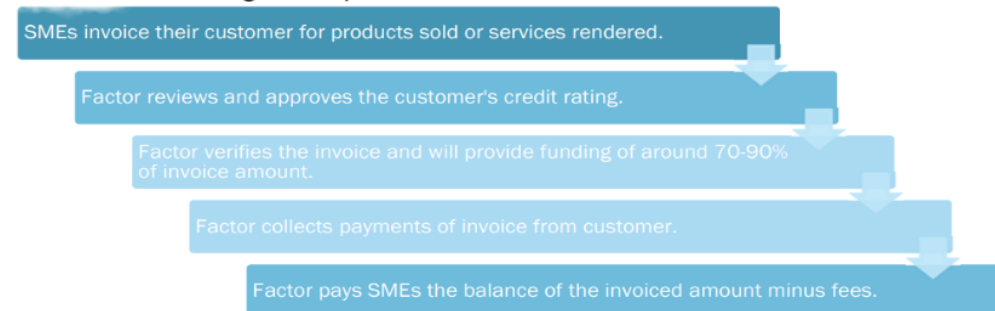 SMEs invoice their customer for products sold or services rendered.
Factor reviews and approves the customer's credit rating.
Factor verifies the invoice and will provide funding of around 70-90%
of invoice amount.
Factor collects payments of invoice from customer.
Factor pays SMEs the balance of the invoiced amount minus fees.